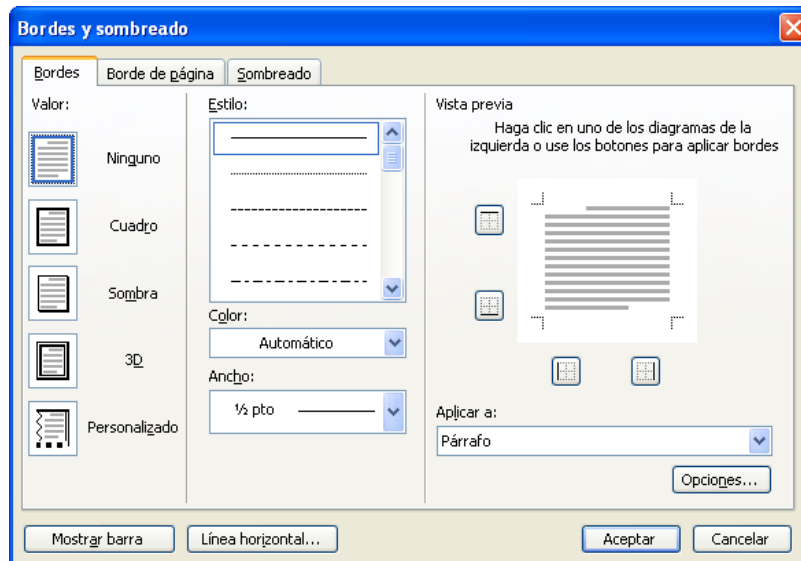 Bordes y sombreado
Bordes
Borde de página
Sombreado
Valor:
Ninguno
Cuadro
Sombra
3D
Personalizado
Estilo:
Color:
Automático
Ancho:
½ pto
Vista previa
Haga clic en uno de los diagramas de la
izquierda o use los botones para aplicar bordes
Aplicar a:
Párrafo
Opciones...
Mostrar barra
Línea horizontal...
Aceptar
Cancelar